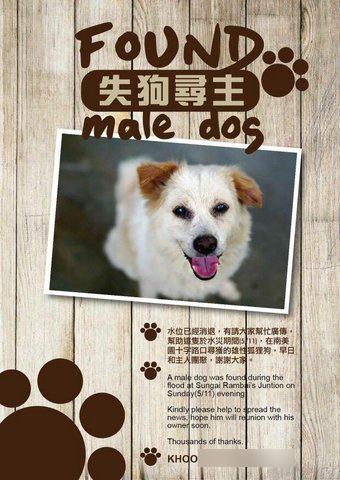 FOUND
失狗尋主
male dog
水位已經消退，有請大家幫忙廣傳，
幫助這隻於水災期間(5/11)，在南美
園十字路口尋獲的雄性狐狸狗，早日
和主人團聚，謝謝大家。
A male dog was found during the
flood at Sungai Rambai's Juntion on
Sunday(5/11) evening.
Kindly please help to spread the
news, hope him will reunion with his
owner soon.
Thousands of thanks.
KHOO